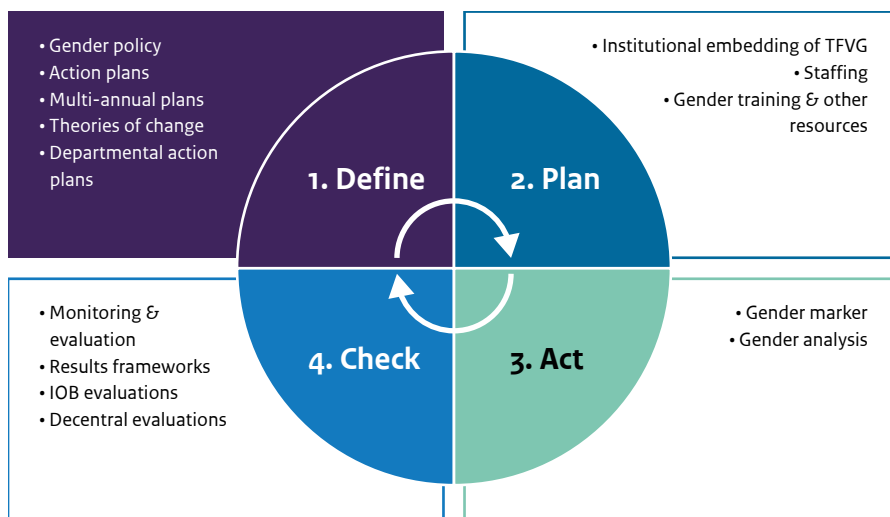 • Gender policy
• Action plans
• Multi-annual plans
• Theories of change
• Departmental action
plans
1. Define
• Institutional embedding of TFVG
• Staffing
• Gender training & other
resources
2. Plan
• Monitoring &
evaluation
• Results frameworks
• IOB evaluations
• Decentral evaluations
4. Check
• Gender marker
• Gender analysis
3. Act